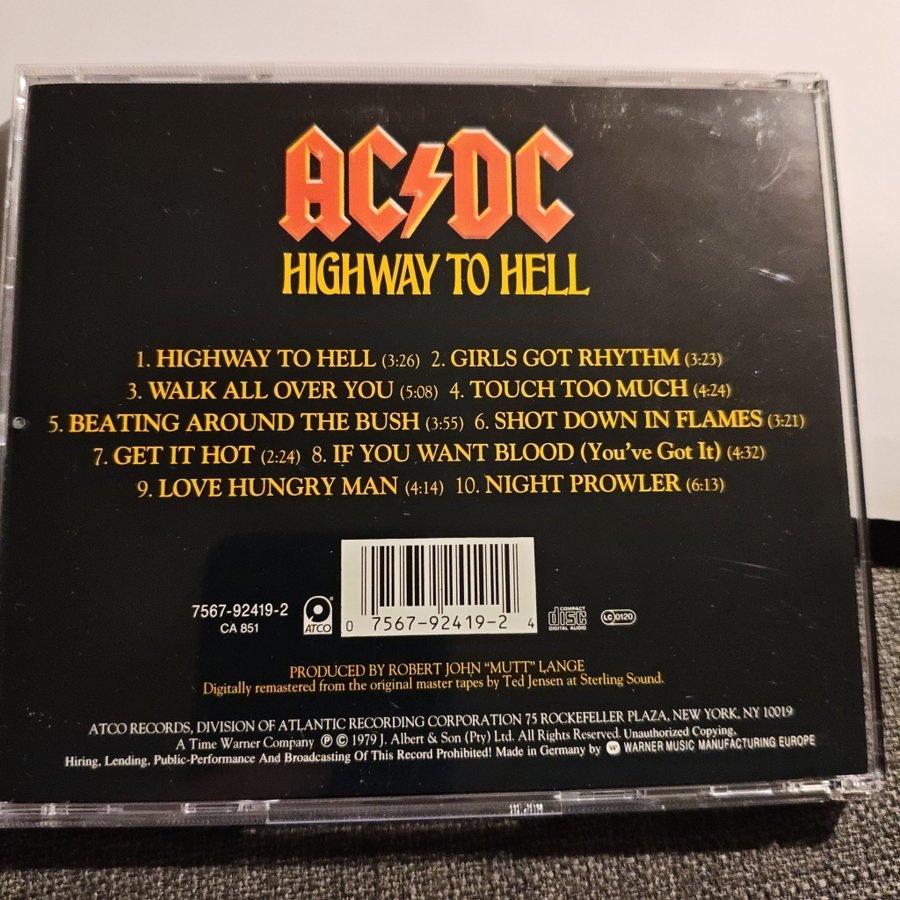 AC DC
HIGHWAY TO HELL
1. HIGHWAY TO HELL (3:26) 2. GIRLS GOT RHYTHM (3:23)
3. WALK ALL OVER YOU (5:08) 4. TOUCH TOO MUCH (4:24)
5. BEATING AROUND THE BUSH (3:55) 6. SHOT DOWN IN FLAMES (3:21)
7. GET IT HOT (2:24) 8. IF YOU WANT BLOOD (You've Got It) (4:32)
9. LOVE HUNGRY MAN (4:14) 10. NIGHT PROWLER (6:13)
7567-92419-2
CA 851
ATCO
0 7567-92419-2 4
COMPACT
disc
DIGITAL AUDIO
LC 0120
PRODUCED BY ROBERT JOHN "MUTT" LANGE
Digitally remastered from the original master tapes by Ted Jensen at Sterling Sound.
ATCO RECORDS, DIVISION OF ATLANTIC RECORDING CORPORATION 75 ROCKEFELLER PLAZA, NEW YORK, NY 10019
A Time Warner Company ℗ © 1979 J. Albert & Son (Pty) Ltd. All Rights Reserved. Unauthorized Copying,
Hiring, Lending, Public-Performance And Broadcasting Of This Record Prohibited! Made in Germany by WARNER MUSIC MANUFACTURING EUROPE